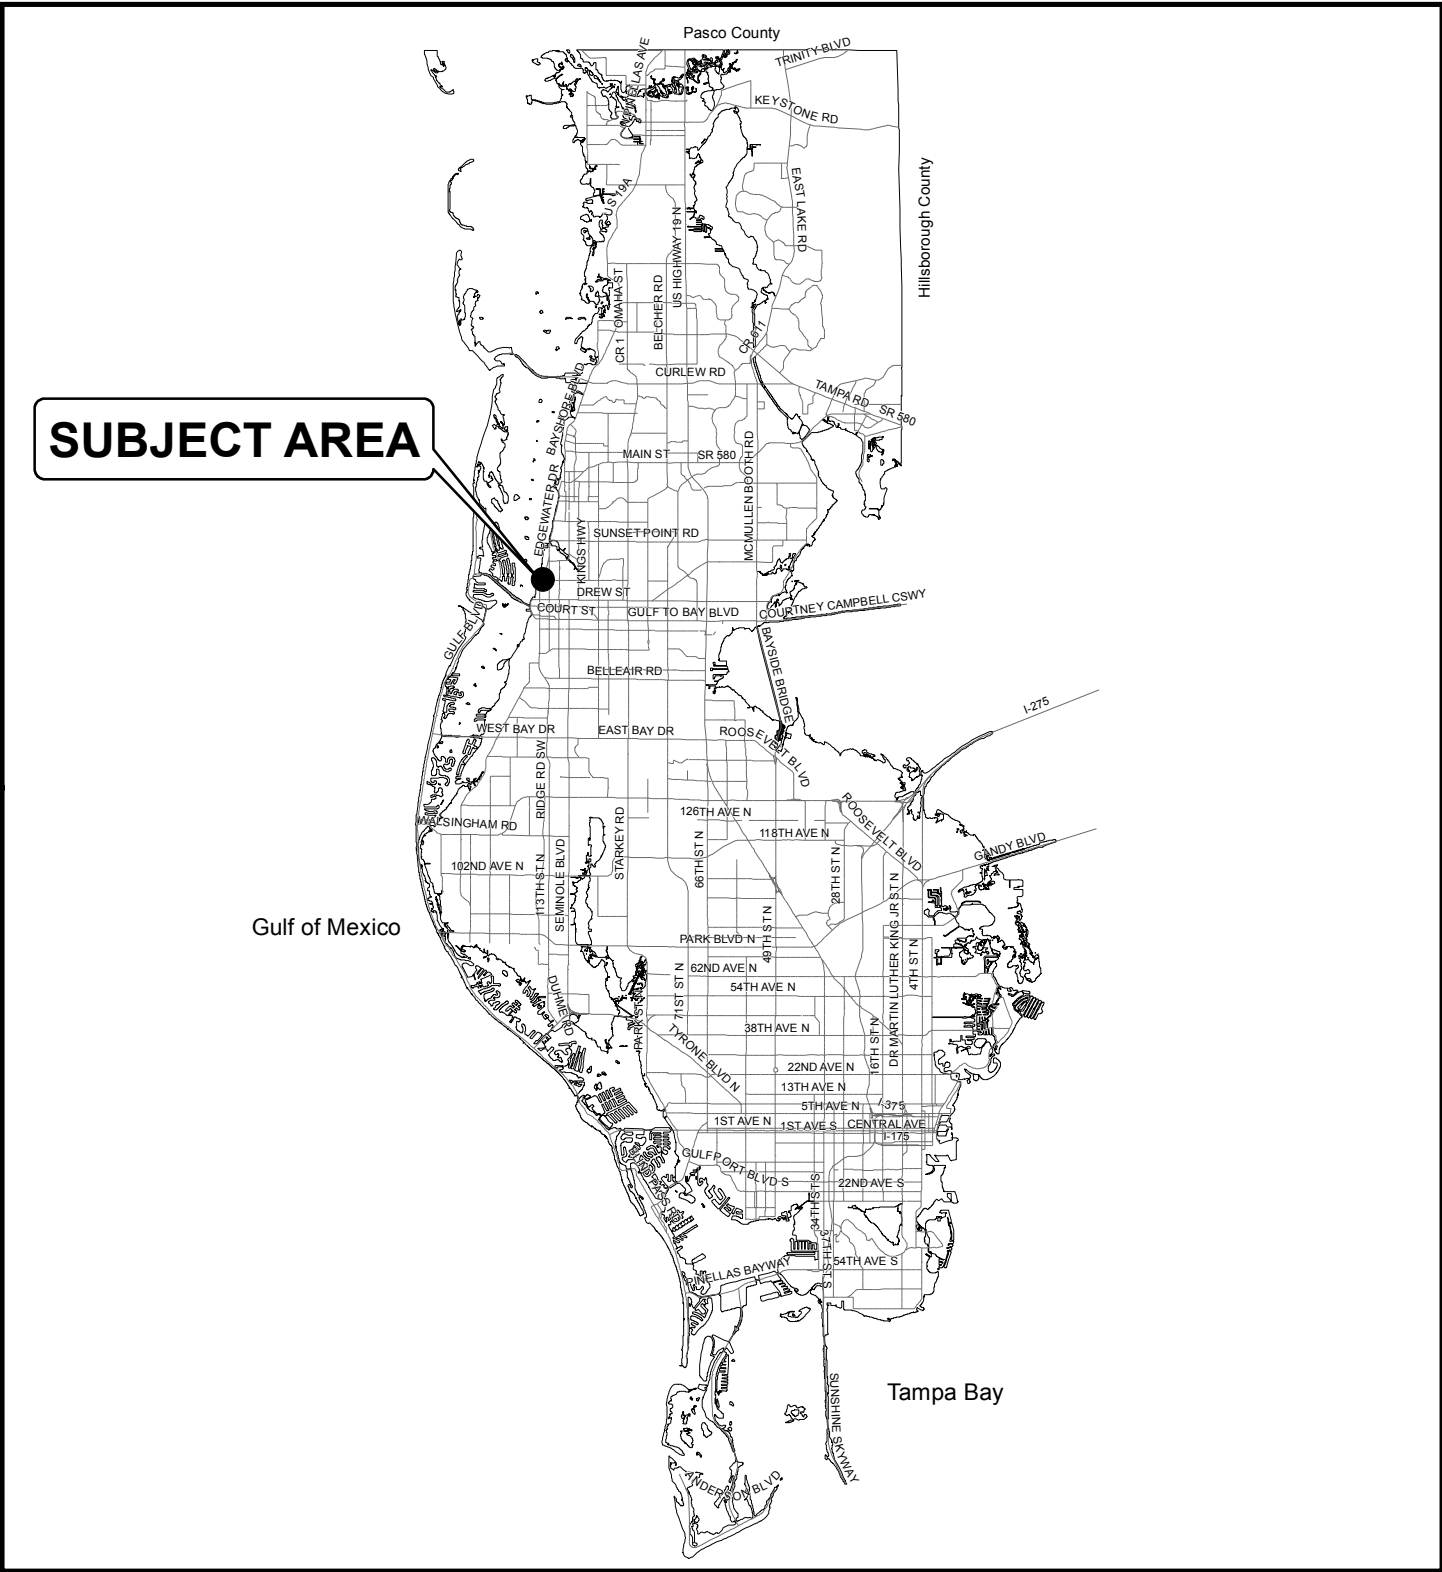 Pasco County
TRINITY BLVD
PINELLAS AVE
KEYSTONE RD
Hillsborough County
EAST LAKE RD
US 19A
US HIGHWAY 19 N
OMAHA ST
CR 1
BELCHER RD
CR 611
CURLEW RD
TAMPA RD
SR 580
BAYSHORE BLVD
SUBJECT AREA
MAIN ST
SR 580
MCMULLEN BOOTH RD
EDGEWATER DR
KINGS HWY
SUNSET POINT RD
DREW ST
COURT ST
GULF TO BAY BLVD
COURTNEY CAMPBELL CSWY
GULF BLVD
BAYSIDE BRIDGE
BELLEAIR RD
I-275
WEST BAY DR
EAST BAY DR
ROOSEVELT BLVD
RIDGE RD SW
WALSINGHAM RD
STARKEY RD
126TH AVE N
118TH AVE N
ROOSEVELT BLVD
GANDY BLVD
102ND AVE N
113TH ST N
SEMINOLE BLVD
66TH ST N
28TH ST N
DR MARTIN LUTHER KING JR ST N
Gulf of Mexico
49TH ST N
PARK BLVD N
4TH ST N
62ND AVE N
71ST ST N
54TH AVE N
DUHME RD
PARK ST N
TYRONE BLVD N
38TH AVE N
16TH ST N
22ND AVE N
13TH AVE N
5TH AVE N
I-375
1ST AVE N
1ST AVE S
CENTRAL AVE
I-175
GULFPORT BLVD S
22ND AVE S
34TH ST S
37TH ST S
54TH AVE S
PINELLAS BAYWAY
Tampa Bay
SUNSHINE SKYWAY
ANDERSON BLVD